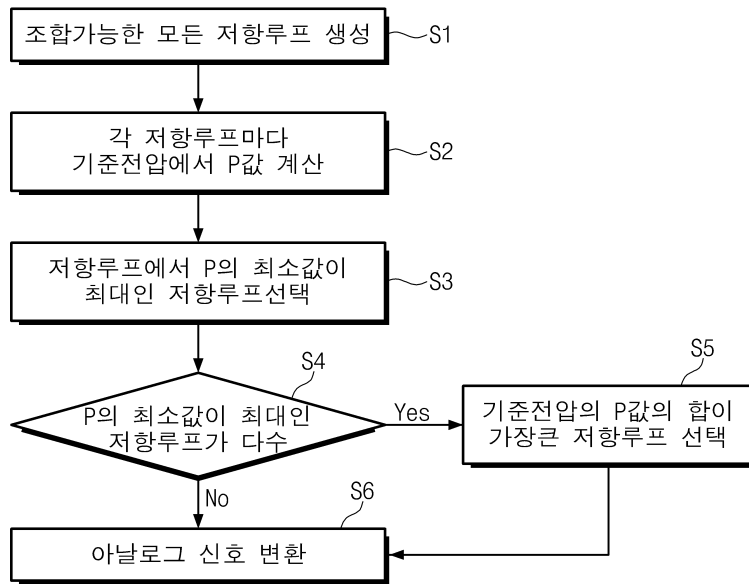 조합가능한 모든 저항루프 생성
S1
각 저항루프마다
기준전압에서 P값 계산
S2
저항루프에서 P의 최소값이
최대인 저항루프선택
S3
S4
P의 최소값이 최대인
저항루프가 다수
Yes
S5
기준전압의 P값의 합이
가장큰 저항루프 선택
No
S6
아날로그 신호 변환